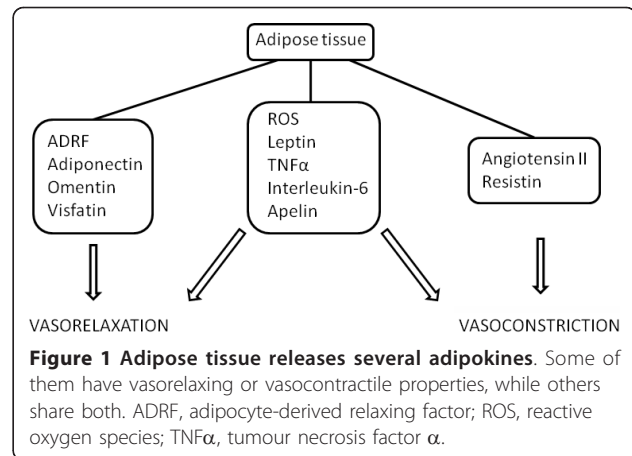 Adipose tissue
ADRF
Adiponectin
Omentin
Visfatin
ROS
Leptin
TNFα
Interleukin-6
Apelin
Angiotensin II
Resistin
VASORELAXATION
VASOCONSTRICTION
Figure 1 Adipose tissue releases several adipokines. Some of
them have vasorelaxing or vasocontractile properties, while others
share both. ADRF, adipocyte-derived relaxing factor; ROS, reactive
oxygen species; TNFα, tumour necrosis factor α.